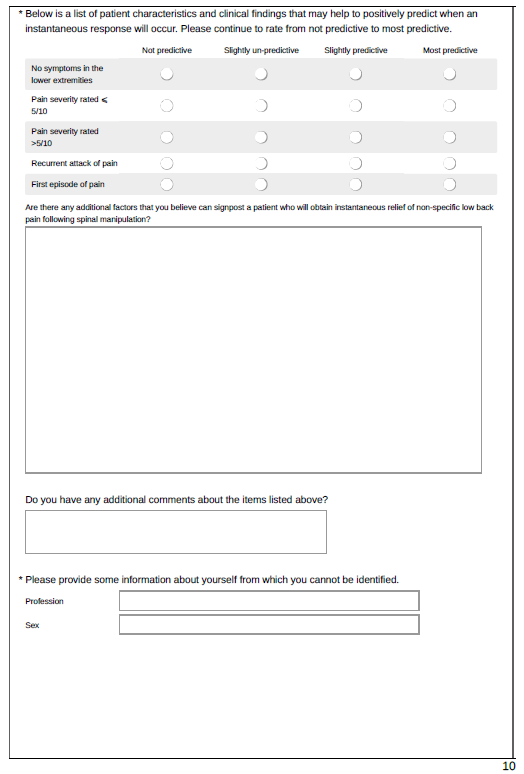 * Below is a list of patient characteristics and clinical findings that may help to positively predict when an
instantaneous response will occur. Please continue to rate from not predictive to most predictive.
Not predictive Slightly un-predictive Slightly predictive Most predictive
No symptoms in the
lower extremities
Pain severity rated ⩽
5/10
Pain severity rated
>5/10
Recurrent attack of pain
First episode of pain
Are there any additional factors that you believe can signpost a patient who will obtain instantaneous relief of non-specific low back
pain following spinal manipulation?
Do you have any additional comments about the items listed above?
* Please provide some information about yourself from which you cannot be identified.
Profession
Sex
10